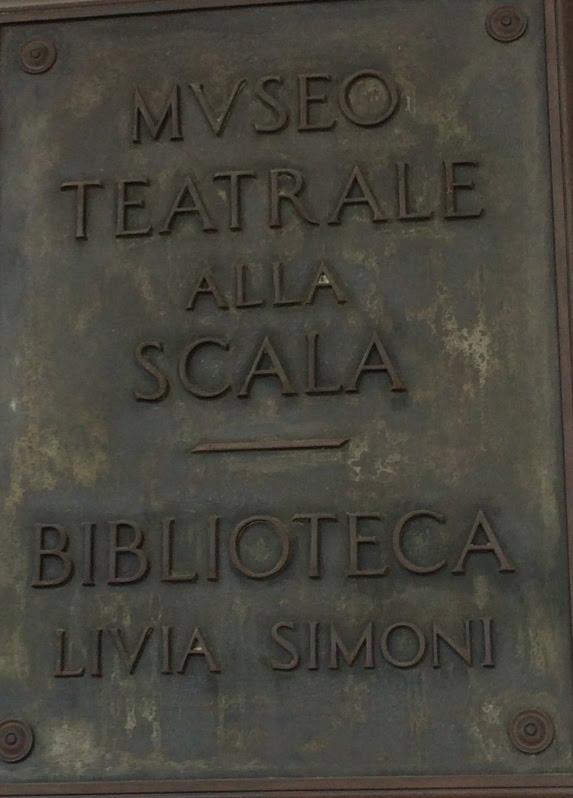 MVSEO
TEATRALE
ALLA
SCALA
BIBLIOTECA
LIVIA SIMONI